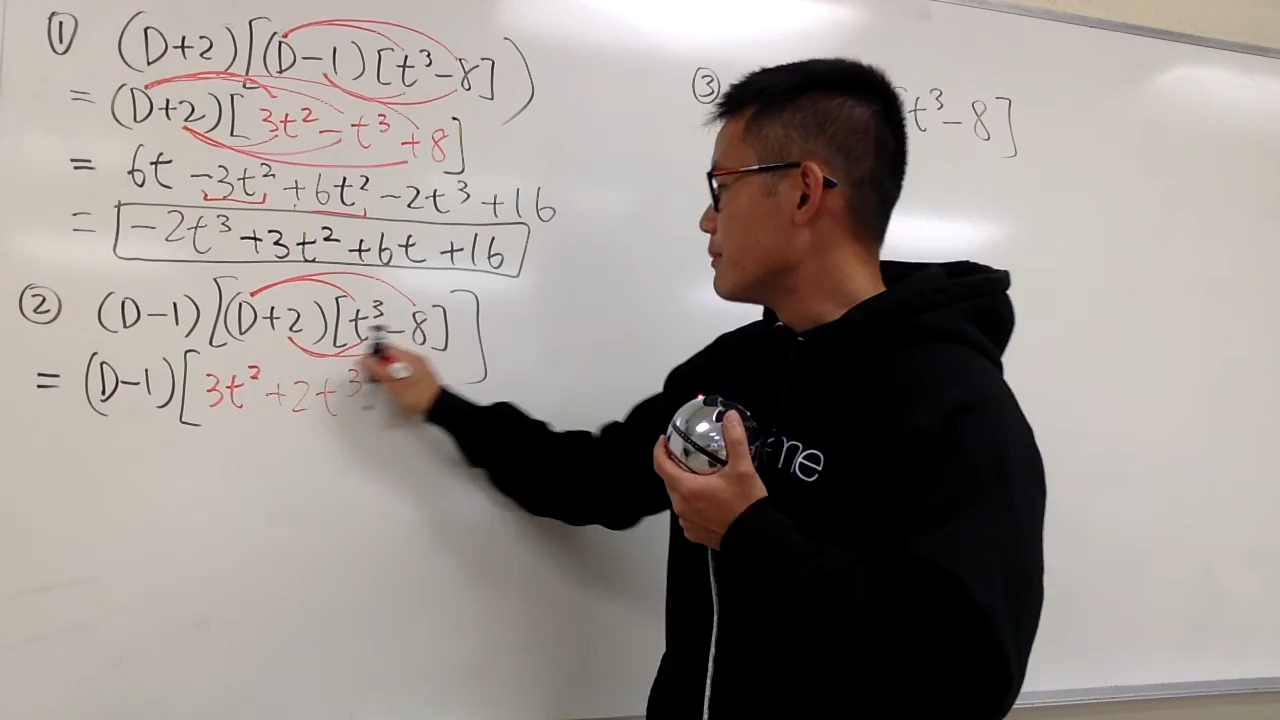 ① (D+2)[(D-1)[t³-8])
= (D+2)[3t²-t³+8]
= 6t -3t² +6t² -2t³ +16
= -2t³ +3t² +6t +16
② (D-1)[(D+2)[t³-8]]
= (D-1)[3t²+2t³
③ t³-8]
me